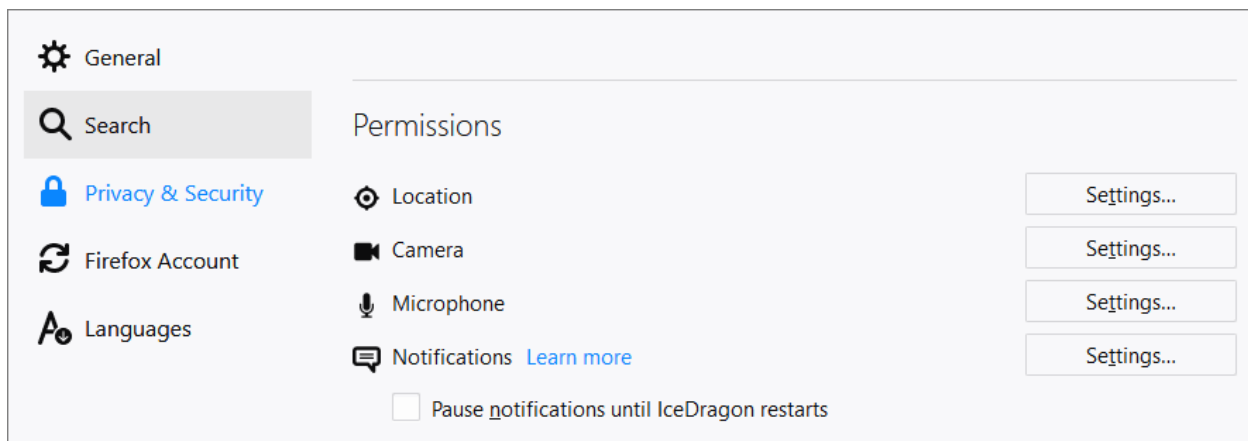 General
Search
Privacy & Security
Firefox Account
Languages
Permissions
Location Settings...
Camera Settings...
Microphone Settings...
Notifications Learn more Settings...
Pause notifications until IceDragon restarts